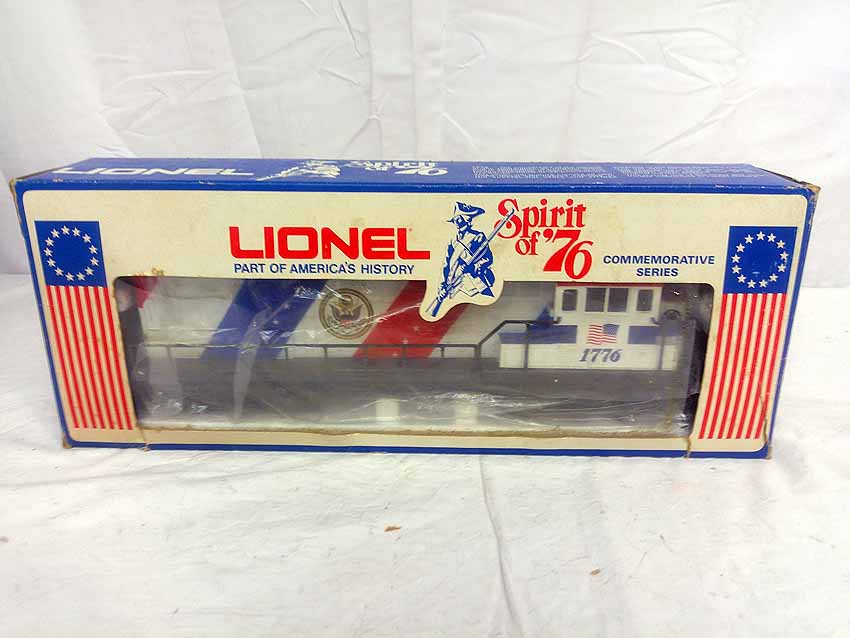 LIONEL
Spirit
of '76
LIONEL
PART OF AMERICA'S HISTORY
Spirit
of '76
COMMEMORATIVE
SERIES
1776